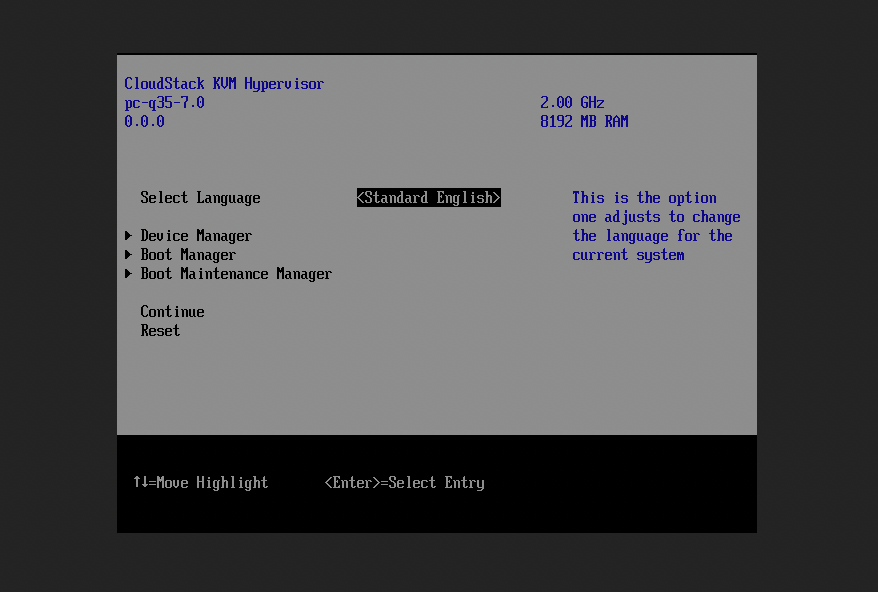 CloudStack KVM Hypervisor
pc-q35-7.0 2.00 GHz
0.0.0 8192 MB RAM
Select Language <Standard English> This is the option
one adjusts to change
▶ Device Manager the language for the
▶ Boot Manager current system
▶ Boot Maintenance Manager
Continue
Reset
↑↓=Move Highlight <Enter>=Select Entry